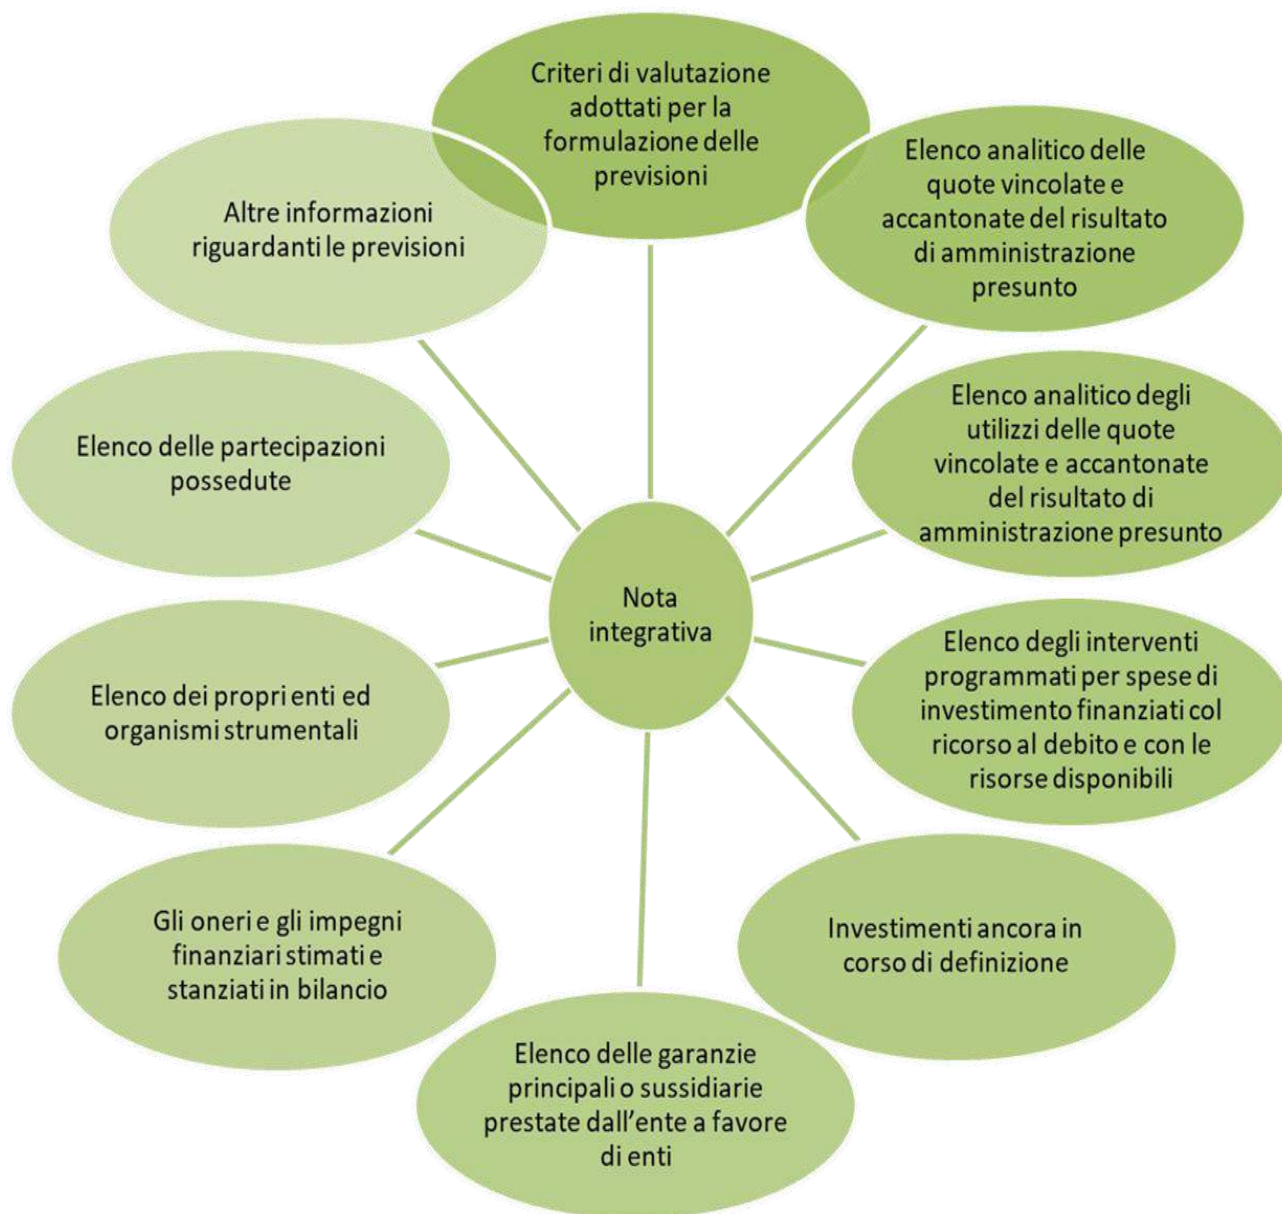 Criteri di valutazione
adottati per la
formulazione delle
previsioni
Elenco analitico delle
quote vincolate e
accantonate del risultato
di amministrazione
presunto
Elenco analitico degli
utilizzi delle quote
vincolate e accantonate
del risultato di
amministrazione presunto
Elenco degli interventi
programmati per spese di
investimento finanziati col
ricorso al debito e con le
risorse disponibili
Investimenti ancora in
corso di definizione
Elenco delle garanzie
principali o sussidiarie
prestate dall'ente a favore
di enti
Gli oneri e gli impegni
finanziari stimati e
stanziati in bilancio
Elenco dei propri enti ed
organismi strumentali
Elenco delle partecipazioni
possedute
Altre informazioni
riguardanti le previsioni
Nota
integrativa